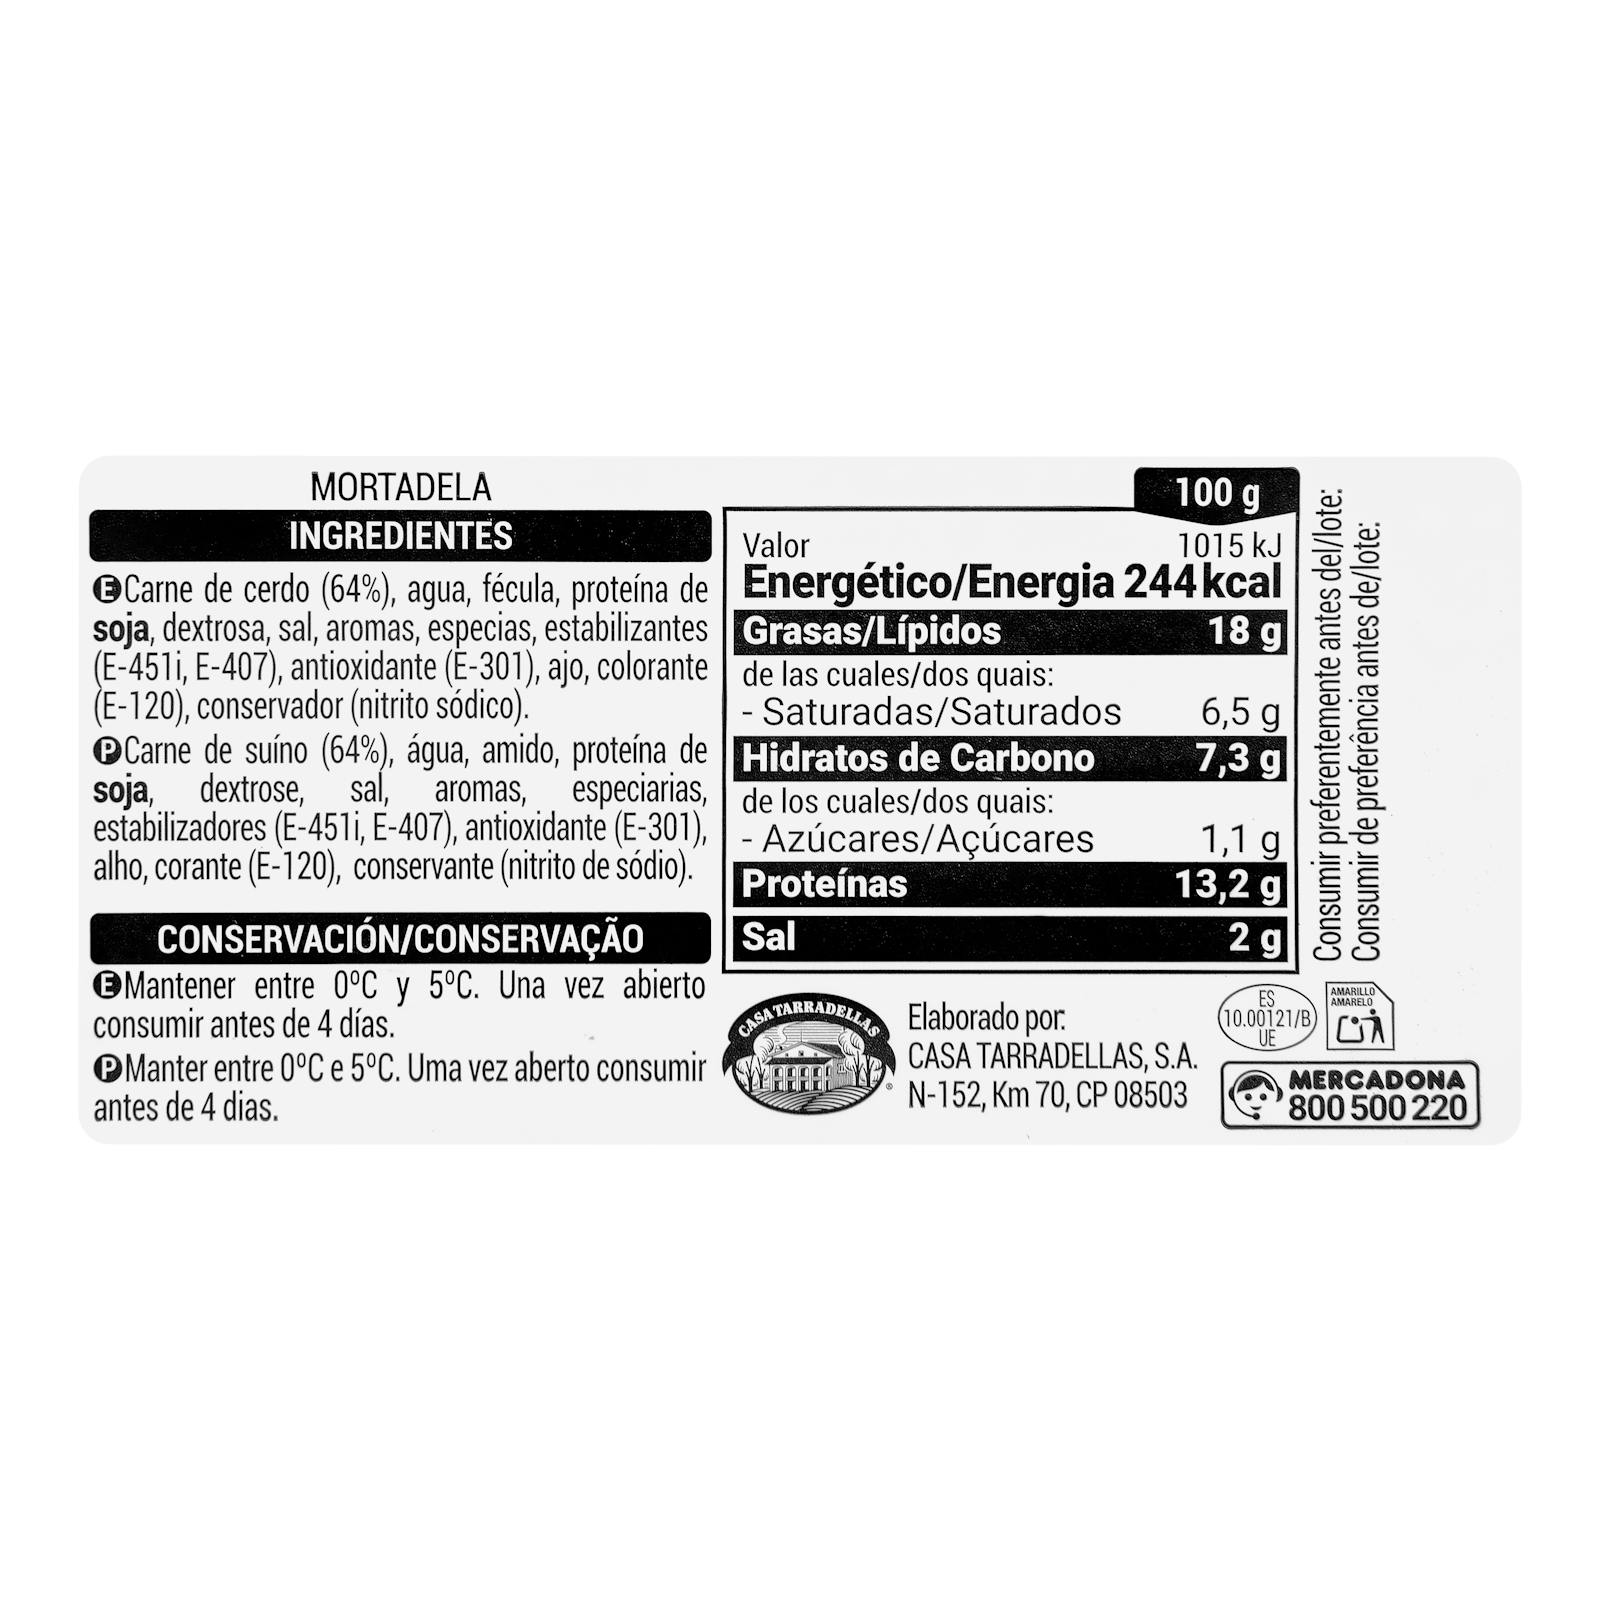 MORTADELA
INGREDIENTES
ⒺCarne de cerdo (64%), agua, fécula, proteína de
soja, dextrosa, sal, aromas, especias, estabilizantes
(E-451i, E-407), antioxidante (E-301), ajo, colorante
(E-120), conservador (nitrito sódico).
ⓅCarne de suíno (64%), água, amido, proteína de
soja, dextrose, sal, aromas, especiarias,
estabilizadores (E-451i, E-407), antioxidante (E-301),
alho, corante (E-120), conservante (nitrito de sódio).
CONSERVACIÓN/CONSERVAÇÃO
ⒺMantener entre 0ºC y 5ºC. Una vez abierto
consumir antes de 4 días.
ⓅManter entre 0ºC e 5ºC. Uma vez aberto consumir
antes de 4 dias.
100 g
Valor 1015 kJ
Energético/Energia 244 kcal
Grasas/Lípidos 18 g
de las cuales/dos quais:
- Saturadas/Saturados 6,5 g
Hidratos de Carbono 7,3 g
de los cuales/dos quais:
- Azúcares/Açúcares 1,1 g
Proteínas 13,2 g
Sal 2 g
Consumir preferentemente antes del/lote:
Consumir de preferência antes de/lote:
CASA TARRADELLAS
®
Elaborado por:
CASA TARRADELLAS, S.A.
N-152, Km 70, CP 08503
ES
10.00121/B
UE
AMARILLO
AMARELO
MERCADONA
800 500 220